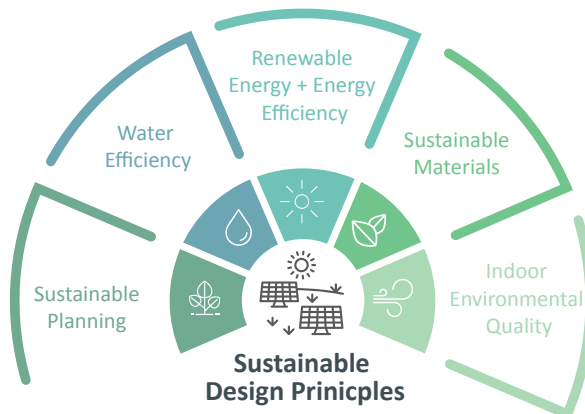 Sustainable
Planning
Water
Efficiency
Renewable
Energy + Energy
Efficiency
Sustainable
Materials
Indoor
Environmental
Quality
Sustainable
Design Prinicples